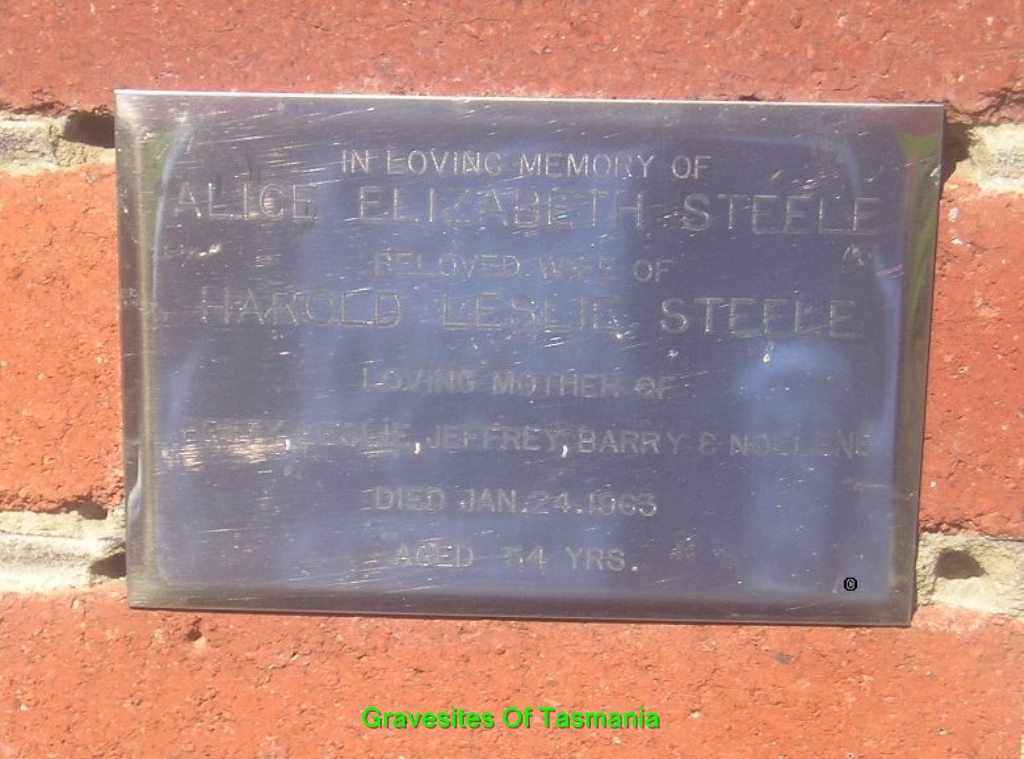 IN LOVING MEMORY OF
ALICE ELIZABETH STEELE
BELOVED WIFE OF
HAROLD LESLIE STEELE
LOVING MOTHER OF
LESLIE, JEFFREY, BARRY & NOELENE
DIED JAN. 24. 1963
AGED YRS.
©
Gravesites Of Tasmania